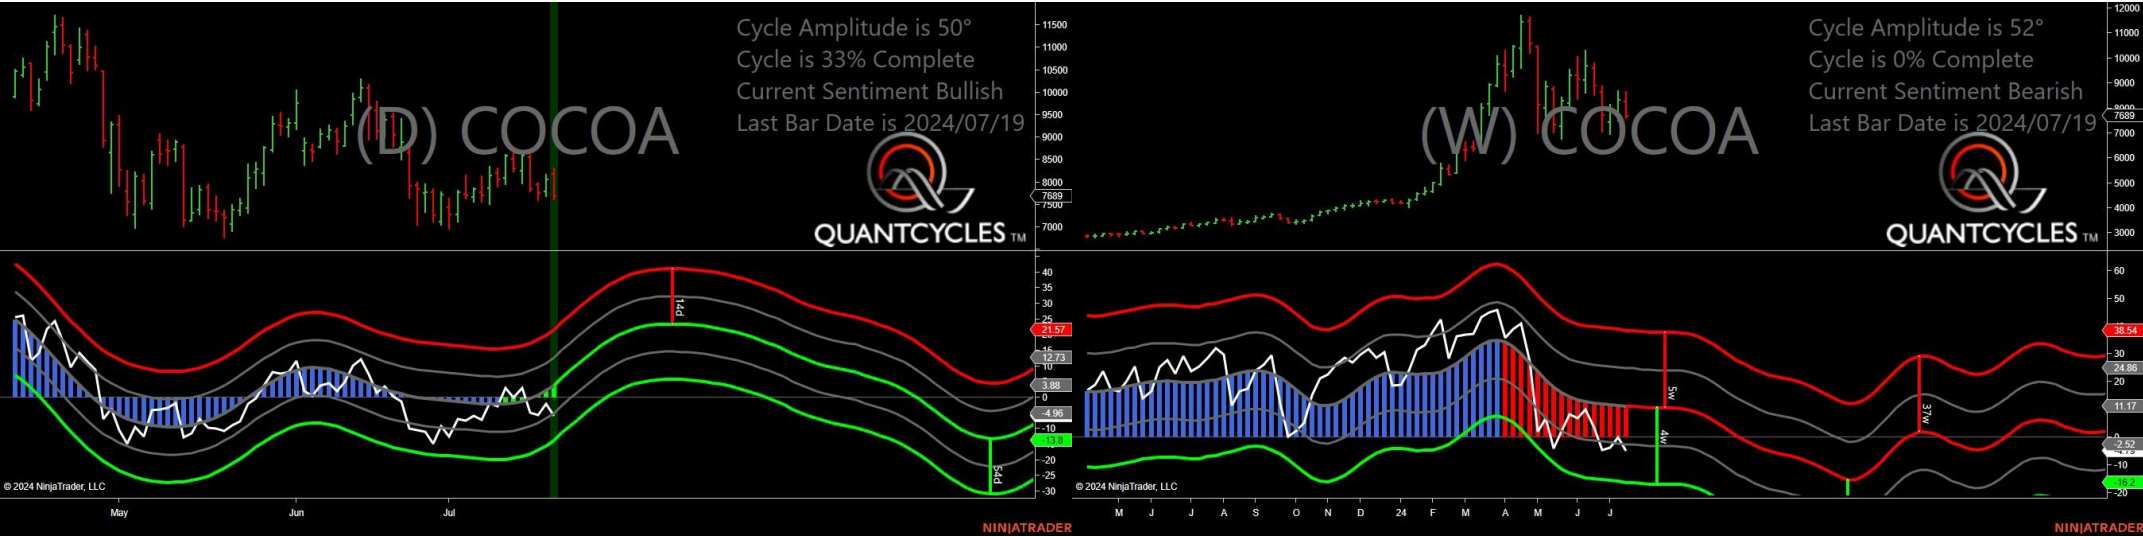 Cycle Amplitude is 50°
Cycle is 33% Complete
Current Sentiment Bullish
Last Bar Date is 2024/07/19
(D) COCOA
QUANTCYCLES TM
11500
11000
10500
10000
9500
9000
8500
8000
7689
7500
7000
14d
54d
40
35
30
25
21.57
15
12.73
10
5
3.88
0
-4.96
-10
-13.8
-20
-25
-30
© 2024 NinjaTrader, LLC
May Jun Jul
NINJATRADER
Cycle Amplitude is 52°
Cycle is 0% Complete
Current Sentiment Bearish
Last Bar Date is 2024/07/19
(W) COCOA
QUANTCYCLES TM
12000
11000
10000
9000
8000
7689
7000
6000
5000
4000
3000
5w
4w
37w
60
50
38.54
30
24.86
20
11.17
0
-2.52
-4.79
-10
-16.2
-20
© 2024 NinjaTrader, LLC
M J J A S O N D 24 F M A M J J
NINJATRADER